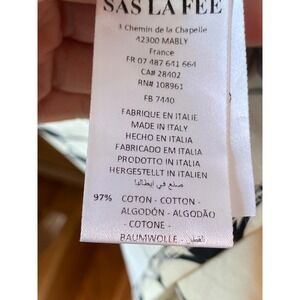 SAS LA FEE
3 Chemin de la Chapelle
42300 MABLY
France
FR 07 487 641 664
CA# 28402
RN# 108961
FB 7440
FABRIQUE EN ITALIE
MADE IN ITALY
HECHO EN ITALIA
FABRICADO EM ITALIA
PRODOTTO IN ITALIA
HERGESTELLT IN ITALIEN
صنع في ايطاليا
97% COTON - COTTON -
ALGODÓN - ALGODÃO
- COTONE -
BAUMWOLLE - القطن